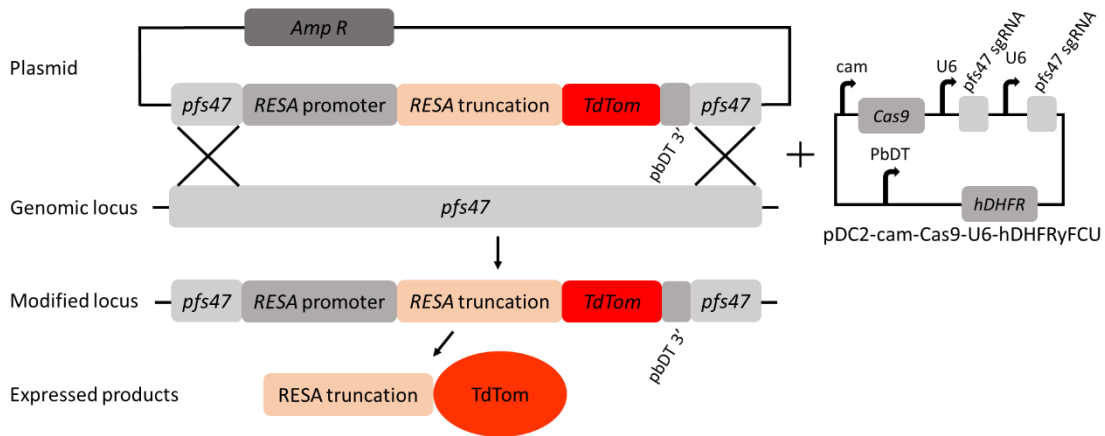 Amp R
Plasmid
pfs47 RESA promoter RESA truncation TdTom pbDT 3’ pfs47
cam U6 pfs47 sgRNA U6 pfs47 sgRNA
Cas9
PbDT
hDHFR
pDC2-cam-Cas9-U6-hDHFRyFCU
+
Genomic locus pfs47
Modified locus pfs47 RESA promoter RESA truncation TdTom pbDT 3’ pfs47
Expressed products RESA truncation TdTom